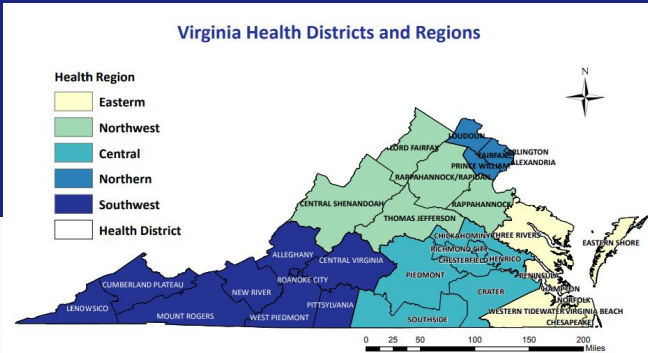 Virginia Health Districts and Regions
Health Region
Easterm
Northwest
Central
Northern
Southwest
Health District
N
LOUDOUN
LORD FAIRFAX
FAIRFAX
ARLINGTON
PRINCE WILLIAM
ALEXANDRIA
RAPPAHANNOCK/RAPIDAN
CENTRAL SHENANDOAH
RAPPAHANNOCK
THOMAS JEFFERSON
CHICKAHOMINY
THREE RIVERS
EASTERN SHORE
ALLEGHANY
RICHMOND CITY
CENTRAL VIRGINIA
CHESTERFIELD
HENRICO
ROANOKE CITY
PIEDMONT
PENINSULA
CUMBERLAND PLATEAU
NEW RIVER
CRATER
HAMPTON
NORFOLK
LENOWSICO
PITTSYLVANIA
MOUNT ROGERS
WEST PIEDMONT
SOUTHSIDE
WESTERN TIDEWATER
VIRGINIA BEACH
CHESAPEAKE
0 25 50 100 150 200
Miles